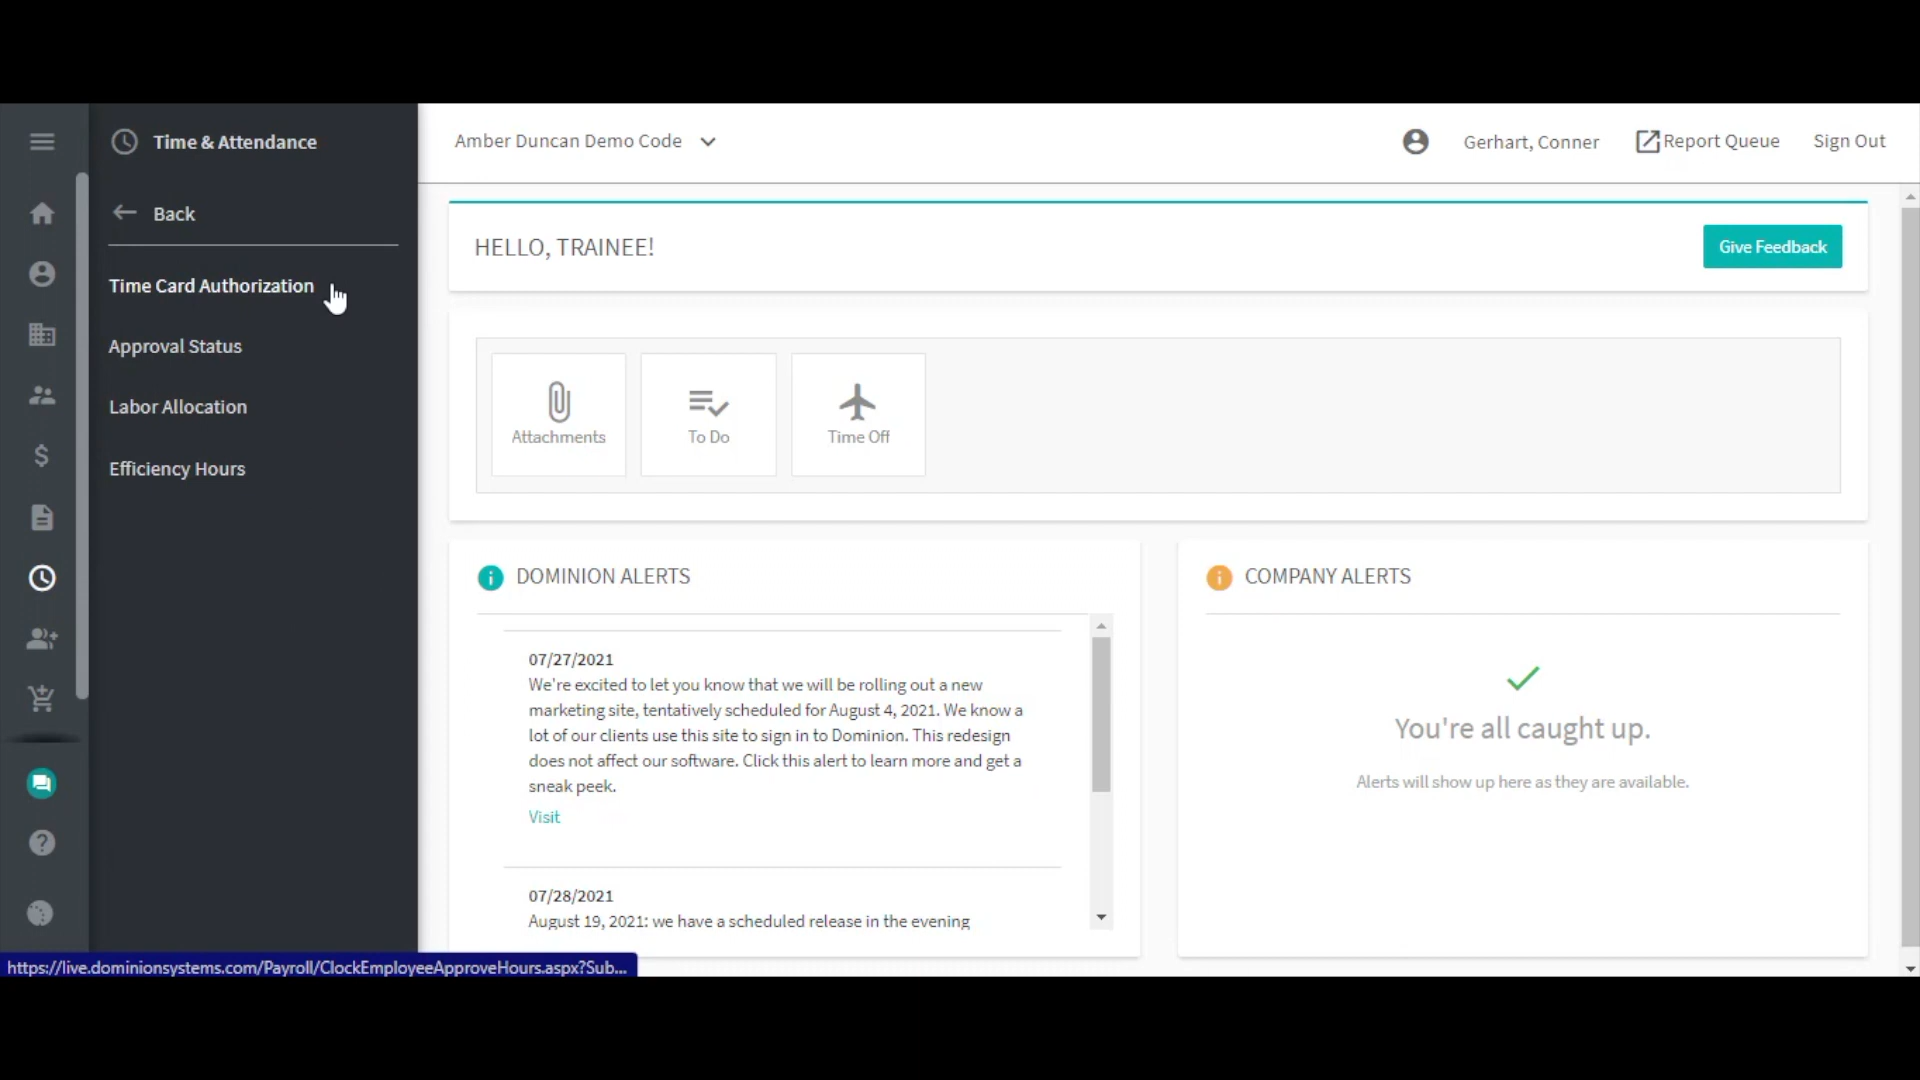 Time & Attendance
Back
Time Card Authorization
Approval Status
Labor Allocation
Efficiency Hours
Amber Duncan Demo Code
Gerhart, Conner
Report Queue
Sign Out
HELLO, TRAINEE!
Give Feedback
Attachments
To Do
Time Off
DOMINION ALERTS
07/27/2021
We're excited to let you know that we will be rolling out a new
marketing site, tentatively scheduled for August 4, 2021. We know a
lot of our clients use this site to sign in to Dominion. This redesign
does not affect our software. Click this alert to learn more and get a
sneak peek.
Visit
07/28/2021
August 19, 2021: we have a scheduled release in the evening
COMPANY ALERTS
You're all caught up.
Alerts will show up here as they are available.
https://live.dominionsystems.com/Payroll/ClockEmployeeApproveHours.aspx?Sub...